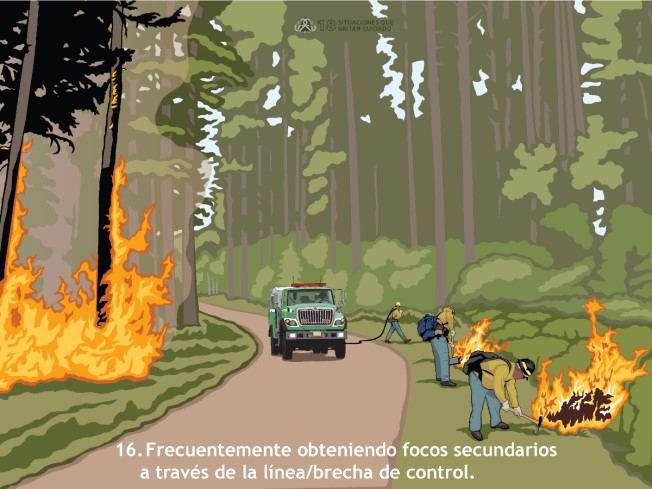 18 SITUACIONES QUE
GRITAN CUIDADO
16. Frecuentemente obteniendo focos secundarios
a través de la línea/brecha de control.